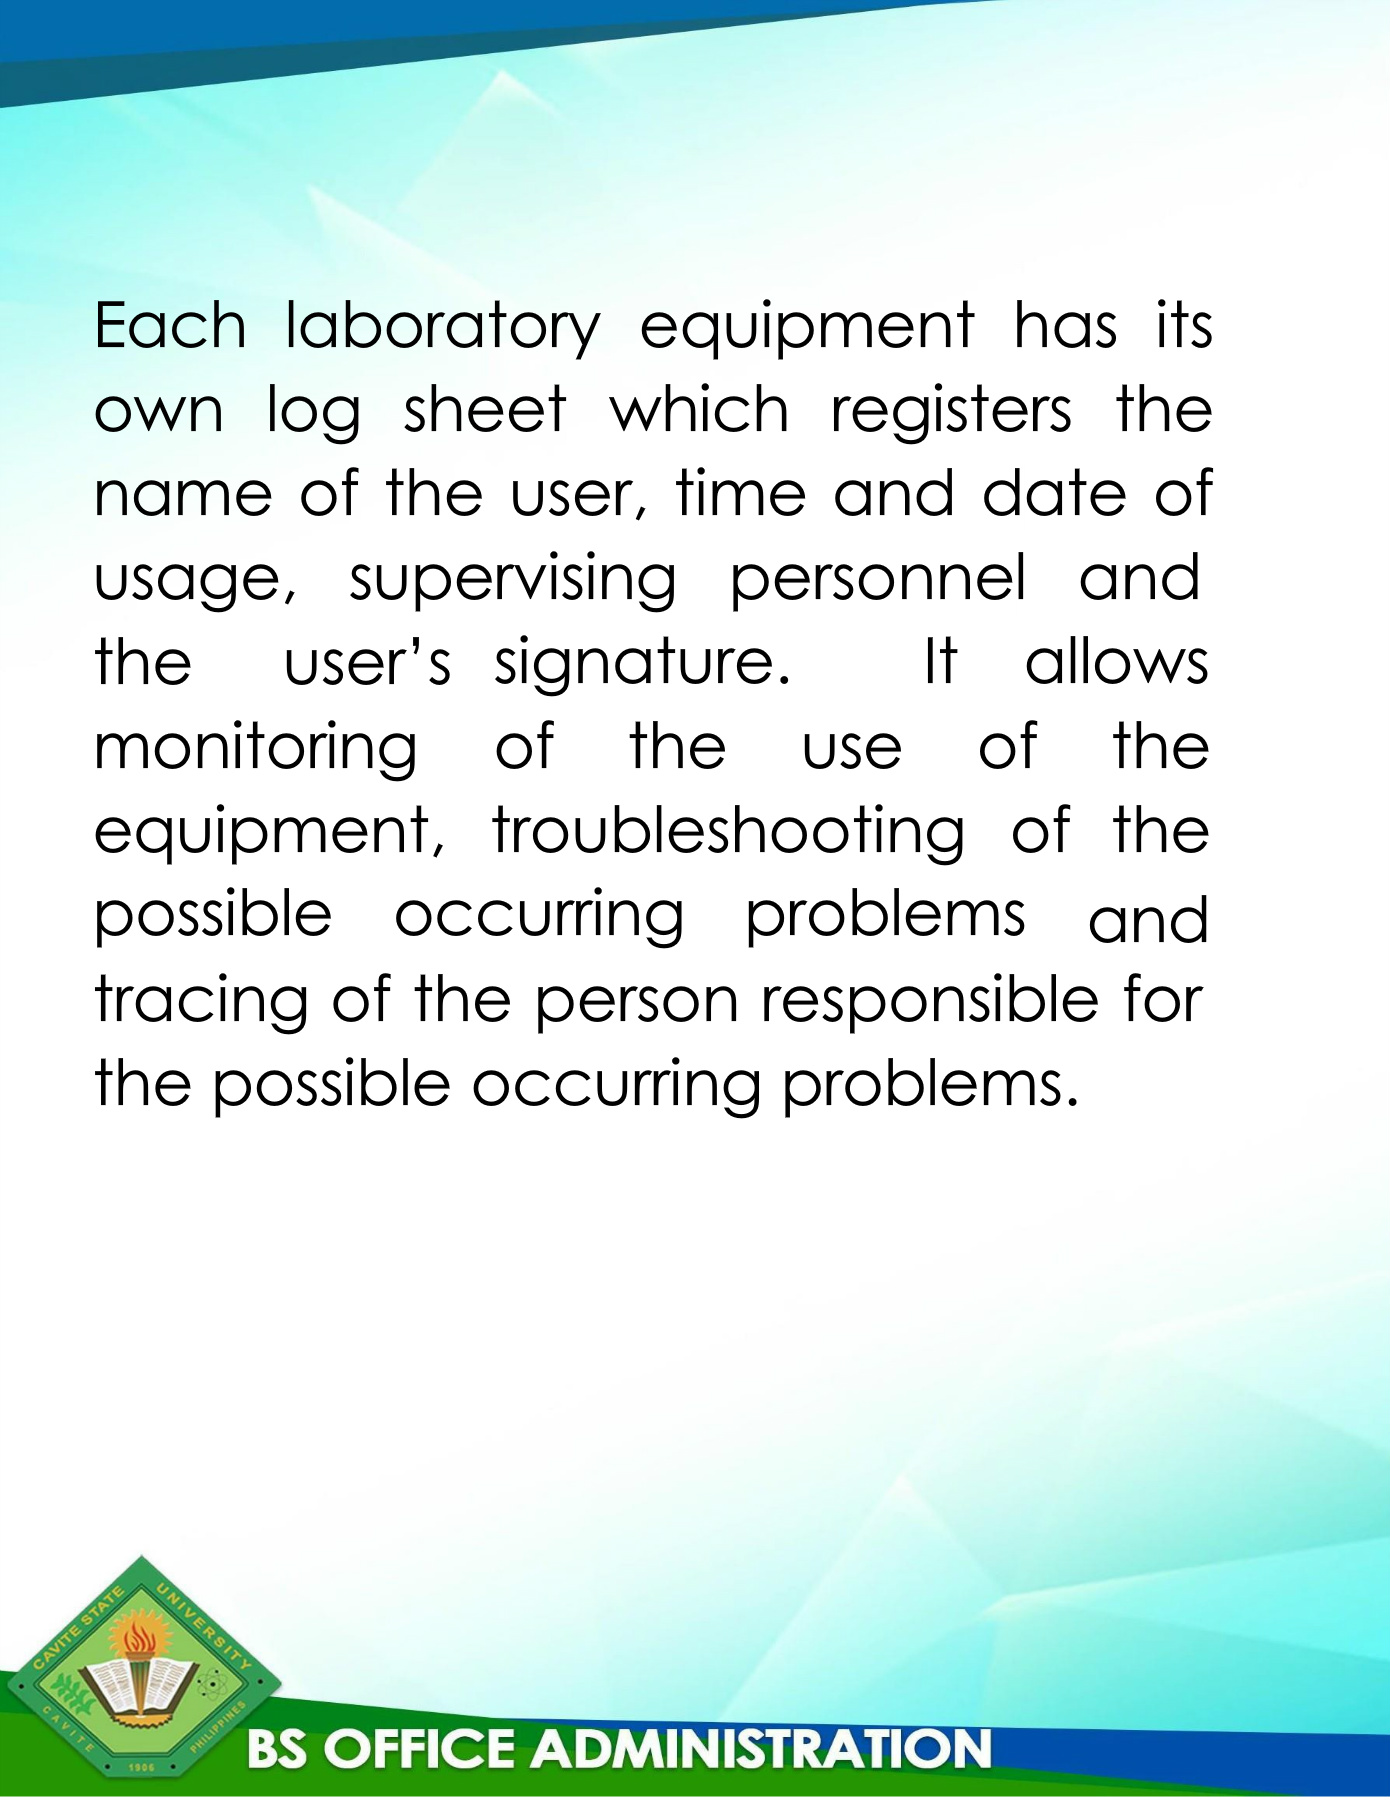 Each laboratory equipment has its
own log sheet which registers the
name of the user, time and date of
usage, supervising personnel and
the user’s signature. It allows
monitoring of the use of the
equipment, troubleshooting of the
possible occurring problems and
tracing of the person responsible for
the possible occurring problems.
CAVITE STATE UNIVERSITY
CAVITE PHILIPPINES
1906
BS OFFICE ADMINISTRATION